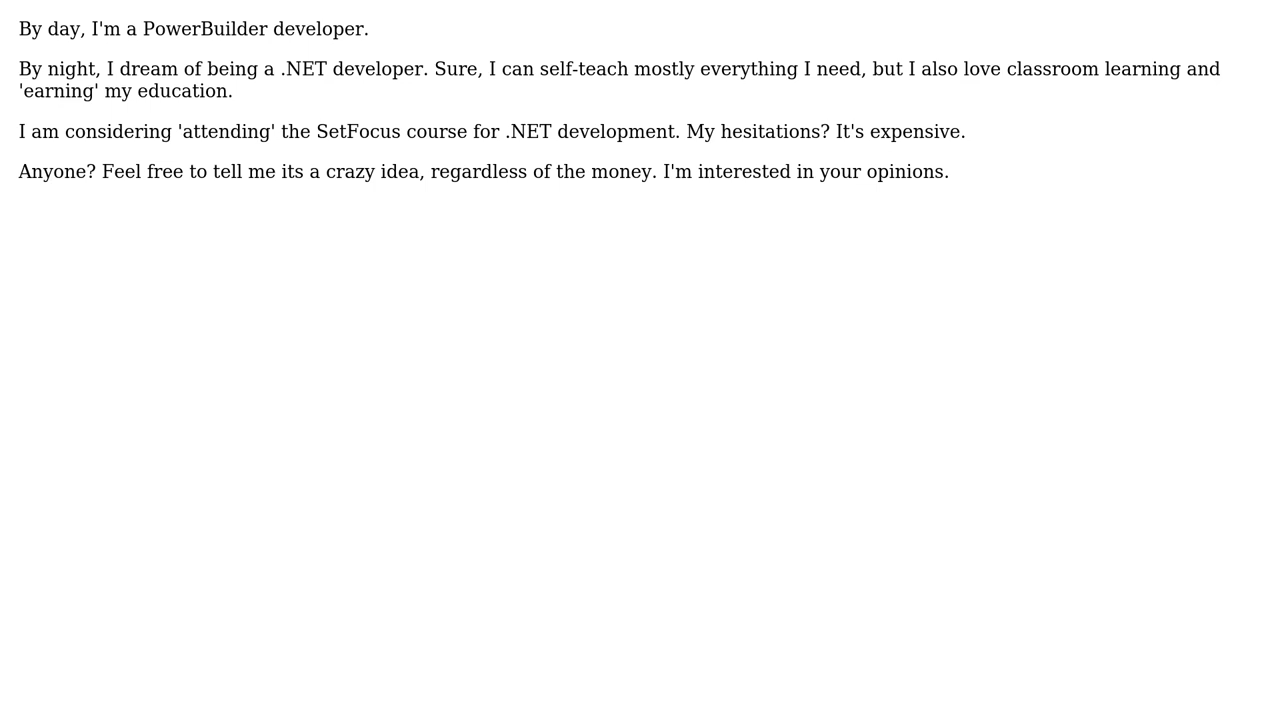 By day, I'm a PowerBuilder developer.
By night, I dream of being a .NET developer. Sure, I can self-teach mostly everything I need, but I also love classroom learning and
'earning' my education.
I am considering 'attending' the SetFocus course for .NET development. My hesitations? It's expensive.
Anyone? Feel free to tell me its a crazy idea, regardless of the money. I'm interested in your opinions.